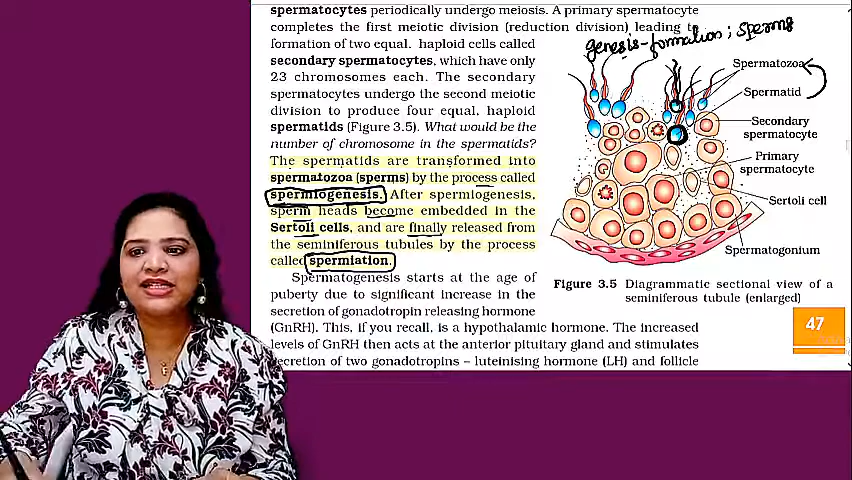 spermatocytes periodically undergo meiosis. A primary spermatocyte
completes the first meiotic division (reduction division) leading to
formation of two equal, haploid cells called
secondary spermatocytes, which have only
23 chromosomes each. The secondary
spermatocytes undergo the second meiotic
division to produce four equal, haploid
spermatids (Figure 3.5). What would be the
number of chromosome in the spermatids?
The spermatids are transformed into
spermatozoa (sperms) by the process called
spermiogenesis. After spermiogenesis,
sperm heads become embedded in the
Sertoli cells, and are finally released from
the seminiferous tubules by the process
called spermiation.
Spermatogenesis starts at the age of
puberty due to significant increase in the
secretion of gonadotropin releasing hormone
(GnRH). This, if you recall, is a hypothalamic hormone. The increased
levels of GnRH then acts at the anterior pituitary gland and stimulates
secretion of two gonadotropins – luteinising hormone (LH) and follicle
genesis-formation; sperms
Spermatozoa
Spermatid
Secondary
spermatocyte
Primary
spermatocyte
Sertoli cell
Spermatogonium
Figure 3.5 Diagrammatic sectional view of a
seminiferous tubule (enlarged)
47